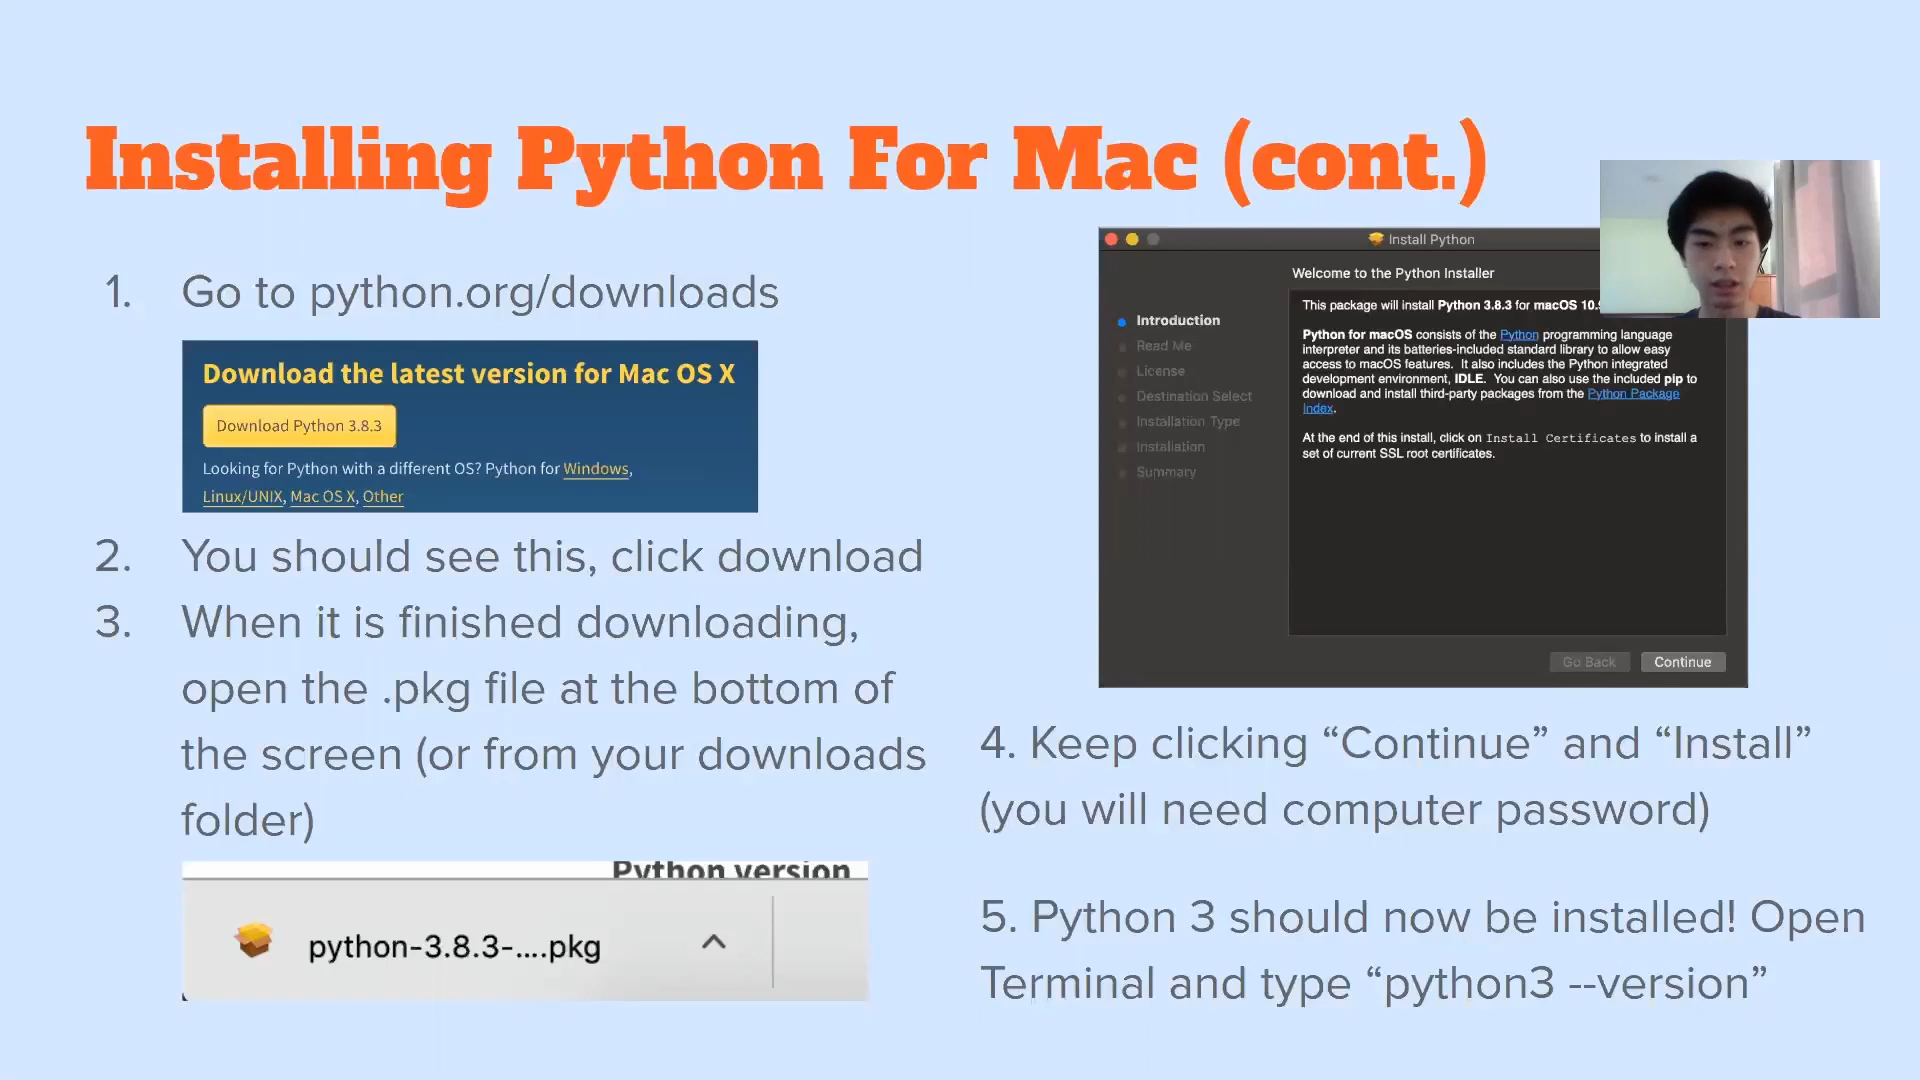 Installing Python For Mac (cont.)
1. Go to python.org/downloads
Download the latest version for Mac OS X
Download Python 3.8.3
Looking for Python with a different OS? Python for Windows,
Linux/UNIX, Mac OS X, Other
2. You should see this, click download
3. When it is finished downloading,
open the .pkg file at the bottom of
the screen (or from your downloads
folder)
Python version
python-3.8.3-....pkg
Install Python
Welcome to the Python Installer
Introduction
Read Me
License
Destination Select
Installation Type
Installation
Summary
This package will install Python 3.8.3 for macOS
Python for macOS consists of the Python programming language
interpreter and its batteries-included standard library to allow easy
access to macOS features. It also includes the Python integrated
development environment, IDLE. You can also use the included pip to
download and install third-party packages from the Python Package
Index.
At the end of this install, click on Install Certificates to install a
set of current SSL root certificates.
Go Back
Continue
4. Keep clicking “Continue” and “Install”
(you will need computer password)
5. Python 3 should now be installed! Open
Terminal and type “python3 --version”